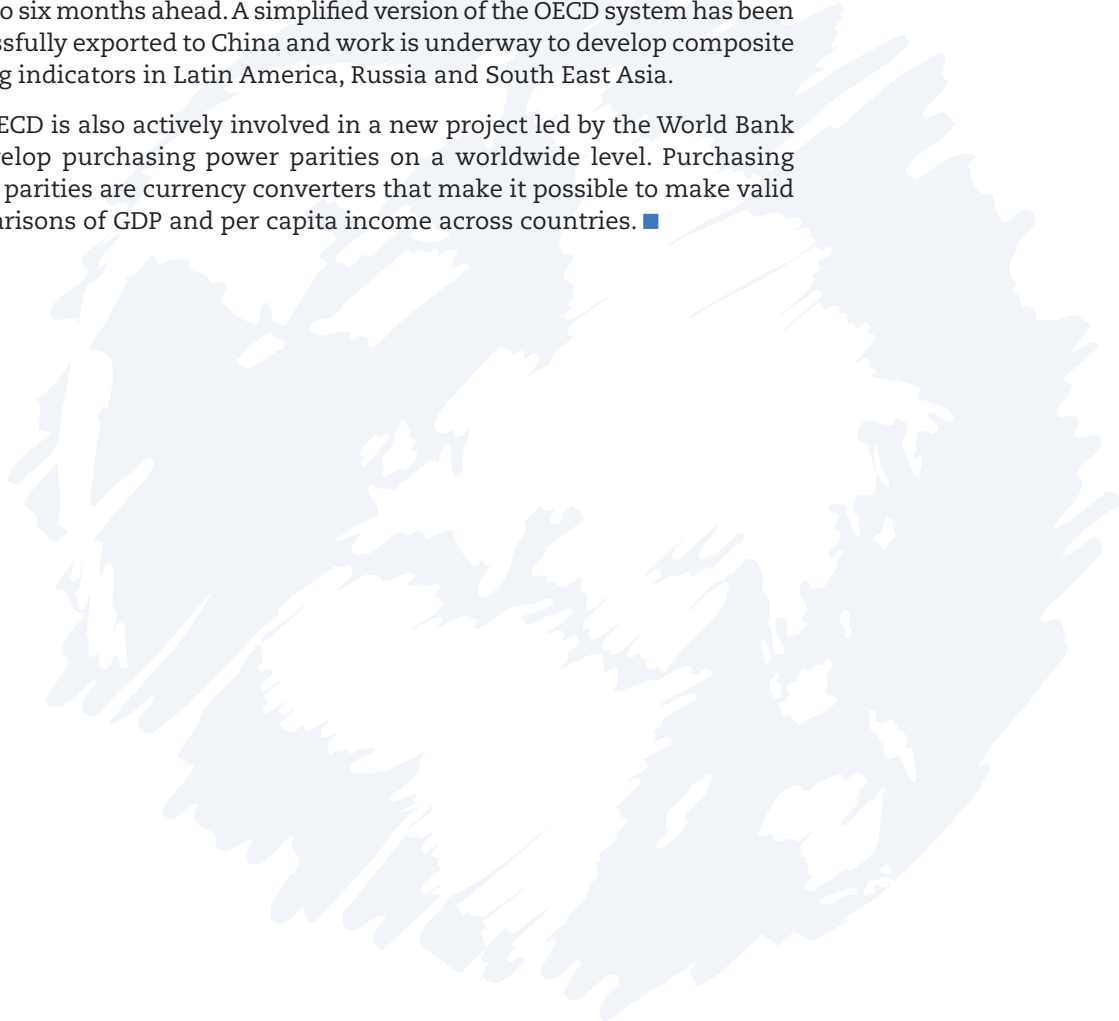 o six months ahead. A simplified version of the OECD system has been
ssfully exported to China and work is underway to develop composite
g indicators in Latin America, Russia and South East Asia.
ECD is also actively involved in a new project led by the World Bank
velop purchasing power parities on a worldwide level. Purchasing
parities are currency converters that make it possible to make valid
arisons of GDP and per capita income across countries. ■